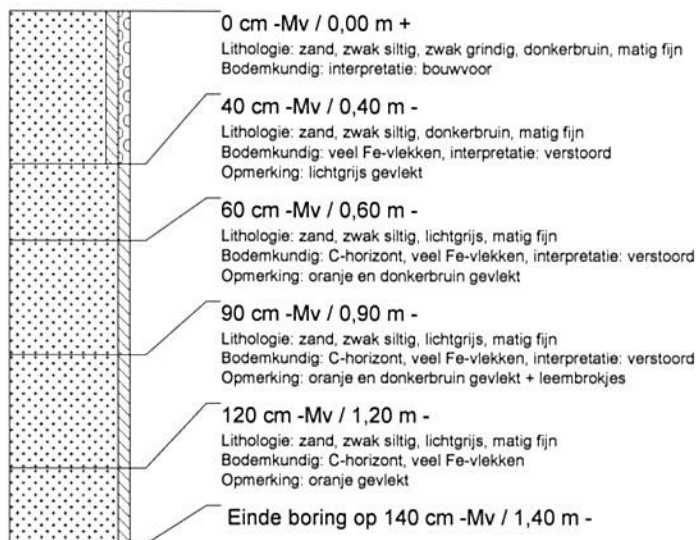 0 cm -Mv / 0,00 m +
Lithologie: zand, zwak siltig, zwak grindig, donkerbruin, matig fijn
Bodemkundig: interpretatie: bouwvoor
40 cm -Mv / 0,40 m -
Lithologie: zand, zwak siltig, donkerbruin, matig fijn
Bodemkundig: veel Fe-vlekken, interpretatie: verstoord
Opmerking: lichtgrijs gevlekt
60 cm -Mv / 0,60 m -
Lithologie: zand, zwak siltig, lichtgrijs, matig fijn
Bodemkundig: C-horizont, veel Fe-vlekken, interpretatie: verstoord
Opmerking: oranje en donkerbruin gevlekt
90 cm -Mv / 0,90 m -
Lithologie: zand, zwak siltig, lichtgrijs, matig fijn
Bodemkundig: C-horizont, veel Fe-vlekken, interpretatie: verstoord
Opmerking: oranje en donkerbruin gevlekt + leembrokjes
120 cm -Mv / 1,20 m -
Lithologie: zand, zwak siltig, lichtgrijs, matig fijn
Bodemkundig: C-horizont, veel Fe-vlekken
Opmerking: oranje gevlekt
Einde boring op 140 cm -Mv / 1,40 m -